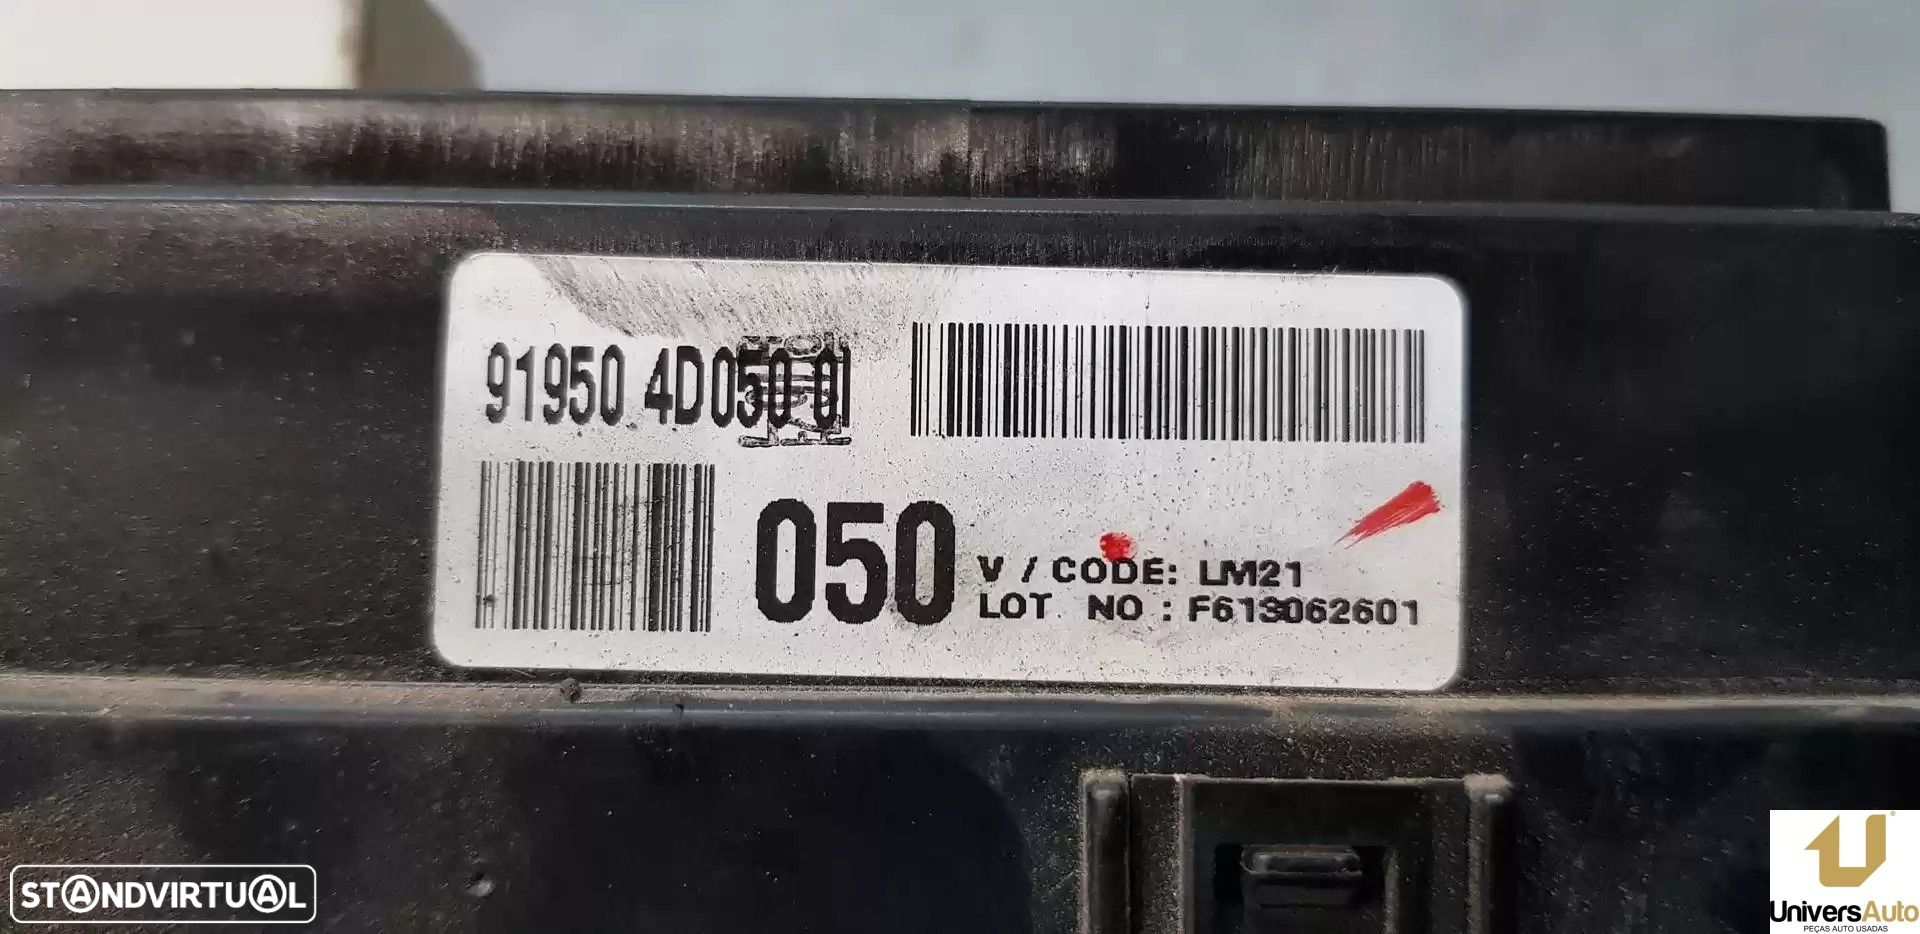 91950 4D050 01
050
V / CODE: LM21
LOT NO : F613062601
STANDVIRTUAL
UniversAuto
PEÇAS AUTO USADAS